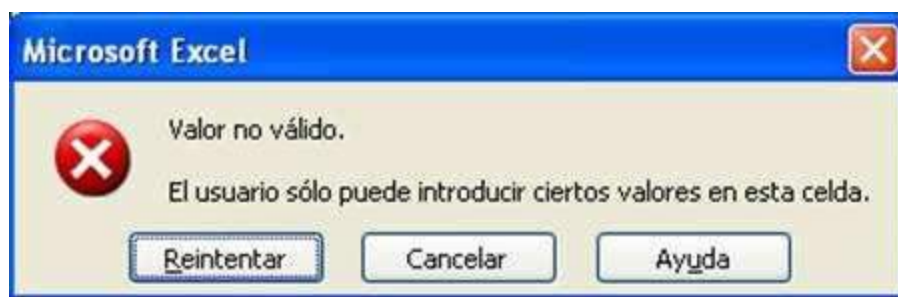 Microsoft Excel
Valor no válido.
El usuario sólo puede introducir ciertos valores en esta celda.
Reintentar Cancelar Ayuda